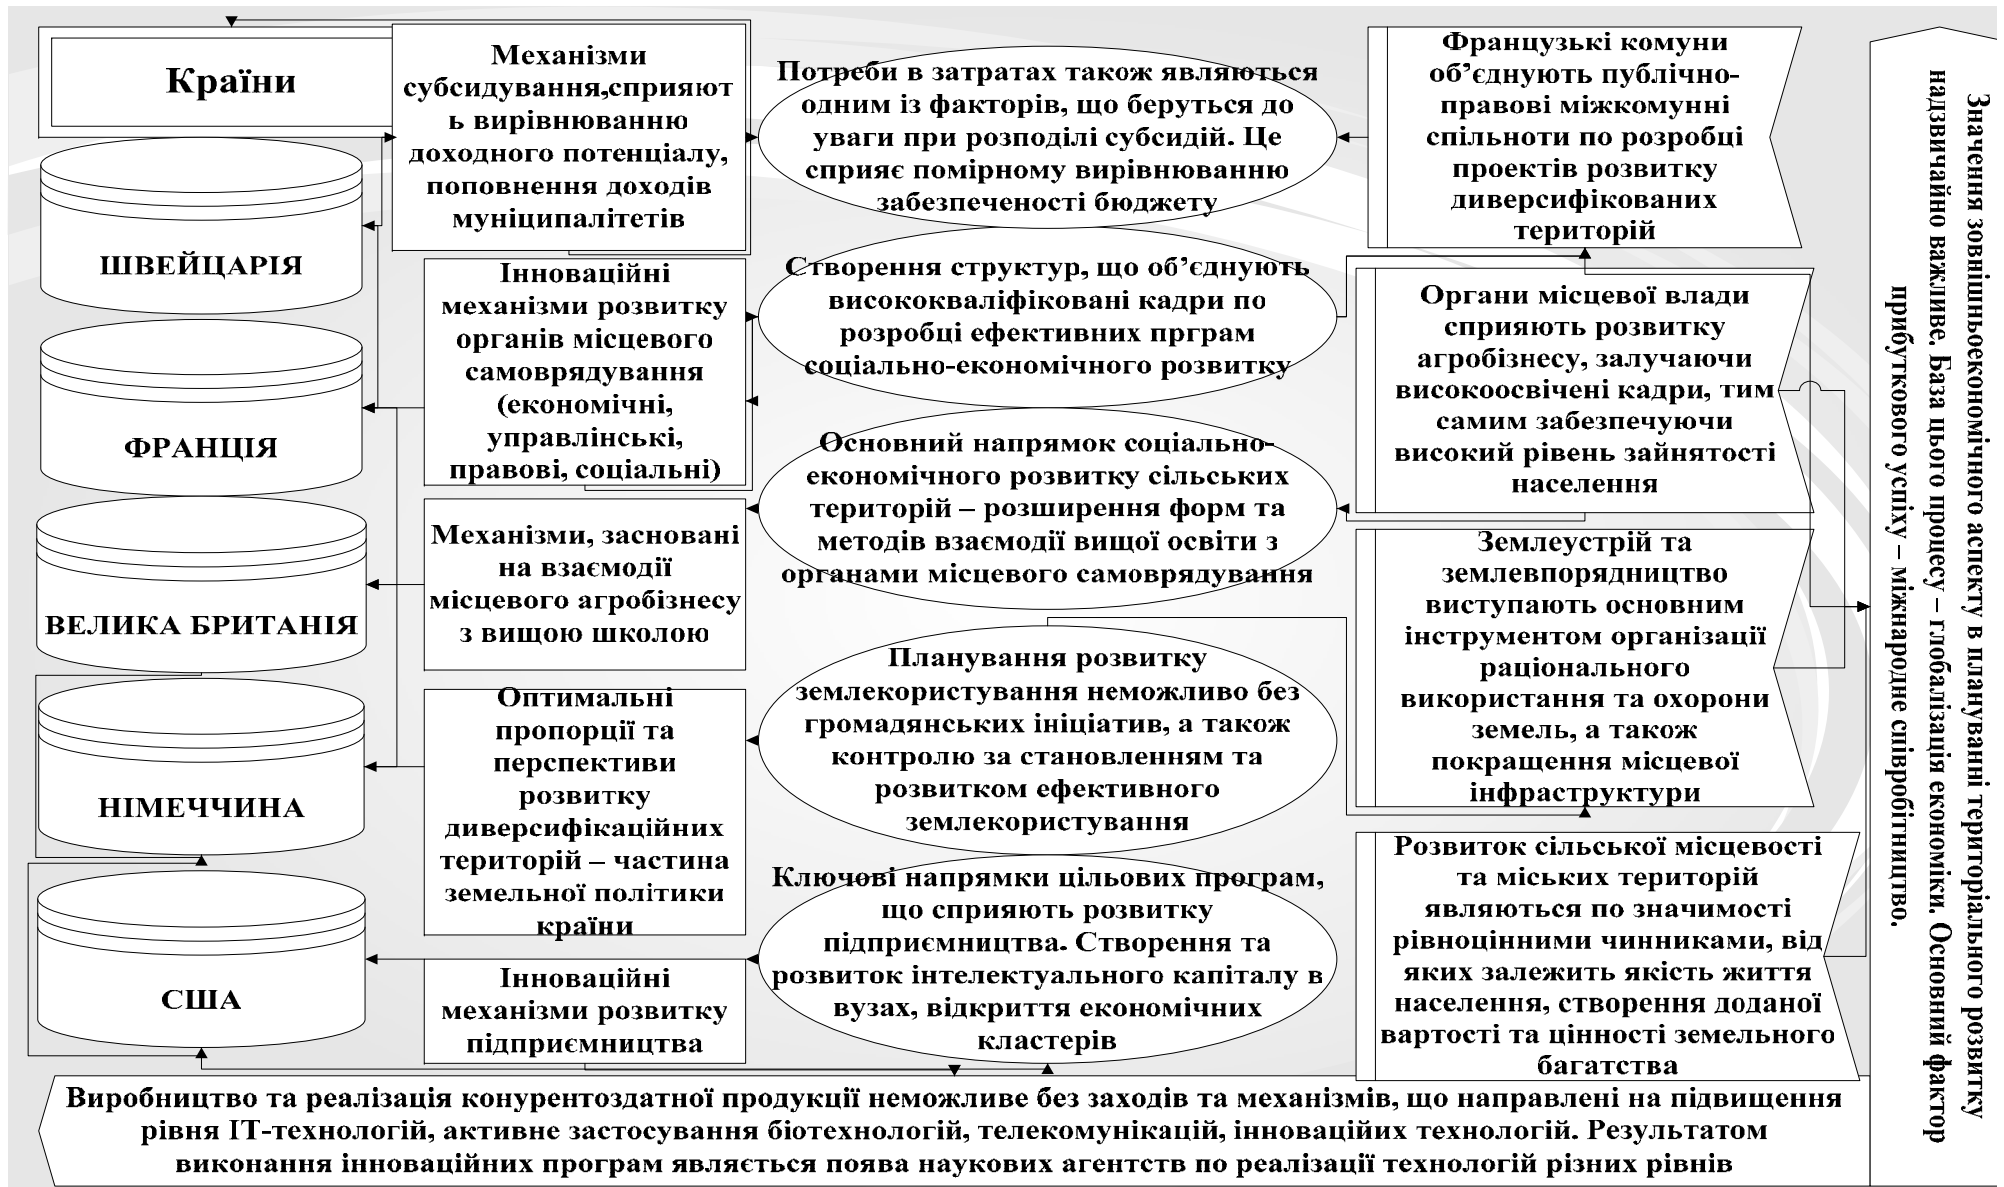 Країни
ШВЕЙЦАРІЯ
ФРАНЦІЯ
ВЕЛИКА БРИТАНІЯ
НІМЕЧЧИНА
США
Механізми
субсидування,сприяют
ь вирівнюванню
доходного потенціалу,
поповнення доходів
муніципалітетів
Інноваційні
механізми розвитку
органів місцевого
самоврядування
(економічні,
управлінські,
правові, соціальні)
Механізми, засновані
на взаємодії
місцевого агробізнесу
з вищою школою
Оптимальні
пропорції та
перспективи
розвитку
диверсифікаційних
територій – частина
земельної політики
країни
Інноваційні
механізми розвитку
підприємництва
Потреби в затратах також являються
одним із факторів, що беруться до
уваги при розподілі субсидій. Це
сприяє помірному вирівнюванню
забезпеченості бюджету
Створення структур, що об’єднують
висококваліфіковані кадри по
розробці ефективних прграм
соціально-економічного розвитку
Основний напрямок соціально-
економічного розвитку сільських
територій – розширення форм та
методів взаємодії вищої освіти з
органами місцевого самоврядування
Планування розвитку
землекористування неможливо без
громадянських ініціатив, а також
контролю за становленням та
розвитком ефективного
землекористування
Ключові напрямки цільових програм,
що сприяють розвитку
підприємництва. Створення та
розвиток інтелектуального капіталу в
вузах, відкриття економічних
кластерів
Французькі комуни
об’єднують публічно-
правові міжкомунні
спільноти по розробці
проектів розвитку
диверсифікованих
територій
Органи місцевої влади
сприяють розвитку
агробізнесу, залучаючи
високоосвічені кадри, тим
самим забезпечуючи
високий рівень зайнятості
населення
Землеустрій та
землевпорядництво
виступають основним
інструментом організації
раціонального
використання та охорони
земель, а також
покращення місцевої
інфраструктури
Розвиток сільської місцевості
та міських територій
являються по значимості
рівноцінними чинниками, від
яких залежить якість життя
населення, створення доданої
вартості та цінності земельного
багатства
Значення зовнішньоекономічного аспекту в плануванні територіального розвитку
надзвичайно важливе. База цього процесу – глобалізація економіки. Основний фактор
прибуткового успіху – міжнародне співробітництво.
Виробництво та реалізація конурентоздатної продукції неможливе без заходів та механізмів, що направлені на підвищення
рівня IT-технологій, активне застосування біотехнологій, телекомунікацій, інноваційих технологій. Результатом
виконання інноваційних програм являється поява наукових агентств по реалізації технологій різних рівнів